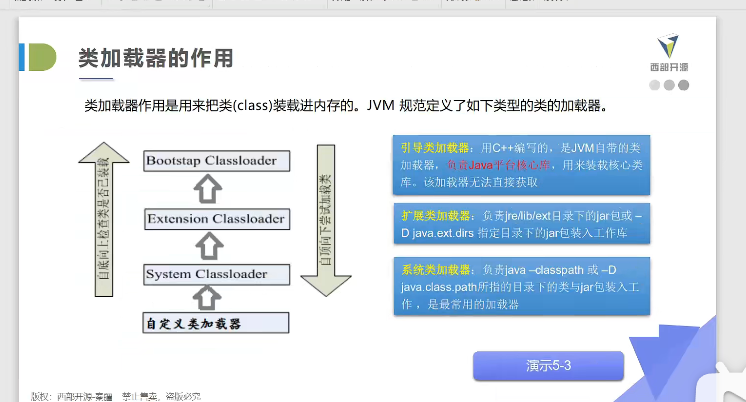 类加载器的作用
西部开源
类加载器作用是用来把类(class)装载进内存的。JVM 规范定义了如下类型的类的加载器。
自底向上检查类是否已装载
Bootstap Classloader
Extension Classloader
System Classloader
自定义类加载器
自顶向下尝试加载类
引导类加载器：用C++编写的，是JVM自带的类
加载器，负责Java平台核心库，用来装载核心类
库。该加载器无法直接获取
扩展类加载器：负责jre/lib/ext目录下的jar包或 –
D java.ext.dirs 指定目录下的jar包装入工作库
系统类加载器：负责java –classpath 或 –D
java.class.path所指的目录下的类与jar包装入工
作 ，是最常用的加载器
演示5-3
版权：西部开源-秦疆 禁止售卖，盗版必究